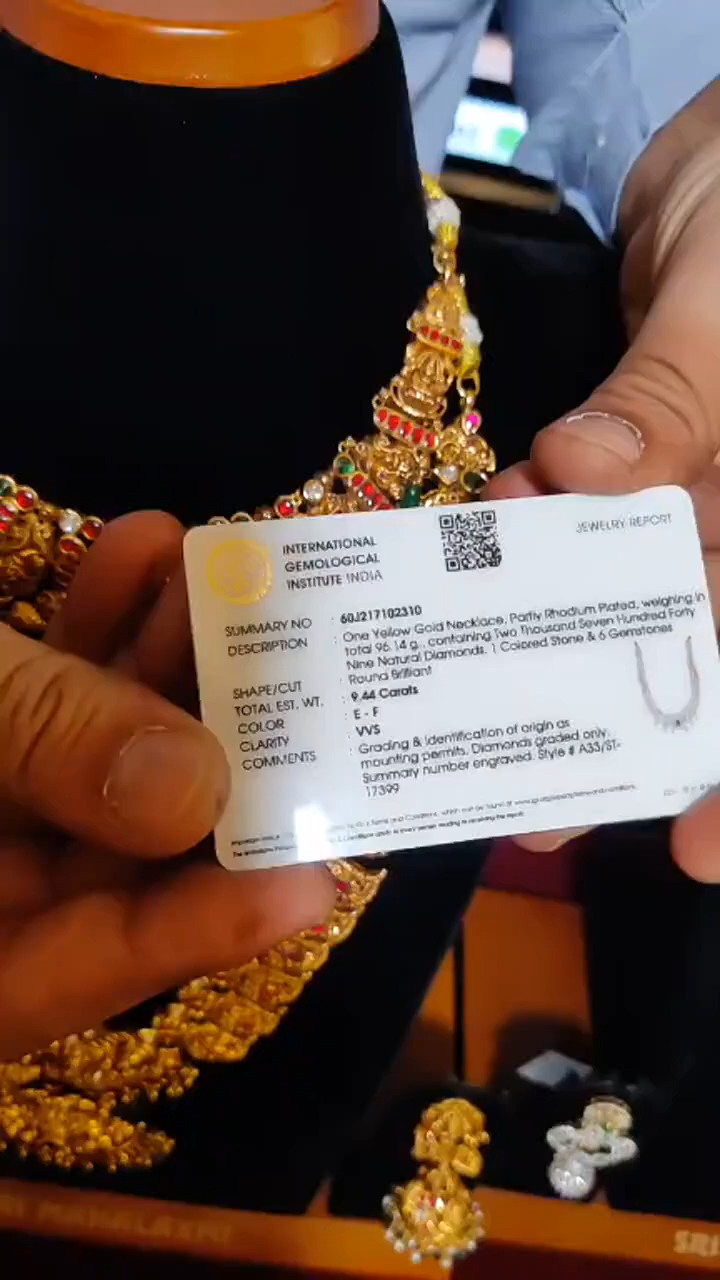 INTERNATIONAL
GEMOLOGICAL
INSTITUTE INDIA
JEWELRY REPORT
SUMMARY NO : 60J217102310
DESCRIPTION : One Yellow Gold Necklace, Partly Rhodium Plated, weighing in
total 96.14 g., containing Two Thousand Seven Hundred Forty
Nine Natural Diamonds, 1 Colored Stone & 6 Gemstones
SHAPE/CUT : Round Brilliant
TOTAL EST. WT. : 9.44 Carats
COLOR : E - F
CLARITY : VVS
COMMENTS : Grading & Identification of origin as
mounting permits. Diamonds graded only.
Summary number engraved. Style # A33/ST-
17399
MAHALAXMI
SRI